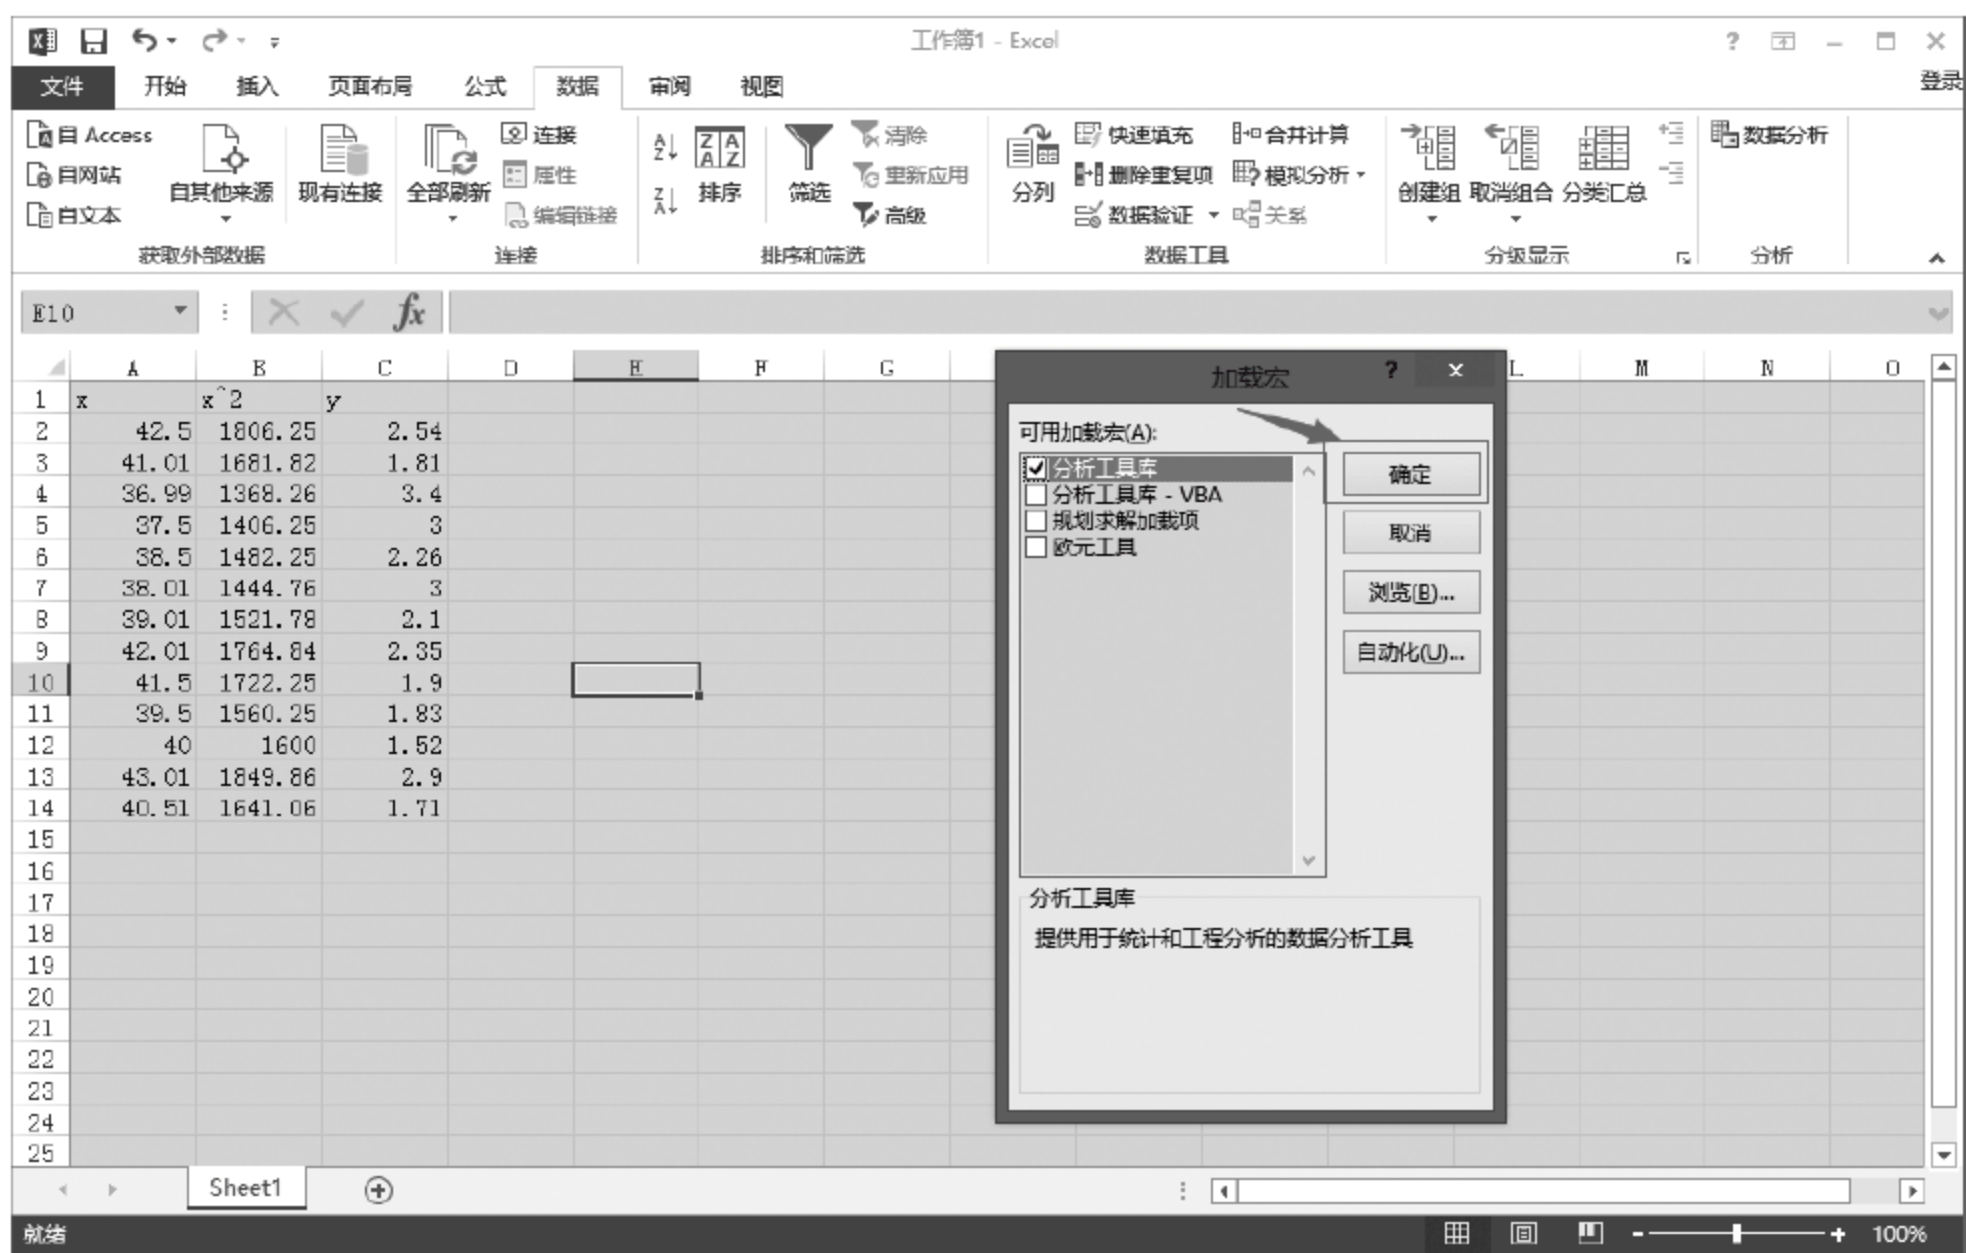 工作簿1 - Excel
登录
文件 开始 插入 页面布局 公式 数据 审阅 视图
自 Access
自网站
自文本
自其他来源
现有连接
获取外部数据
全部刷新
连接
属性
编辑链接
连接
排序
筛选
清除
重新应用
高级
排序和筛选
分列
快速填充
删除重复项
数据验证
合并计算
模拟分析
关系
数据工具
创建组 取消组合 分类汇总
分级显示
数据分析
分析
E10 fx
A B C D E F G L M N O
1 x x^2 y
2 42.5 1806.25 2.54
3 41.01 1681.82 1.81
4 36.99 1368.26 3.4
5 37.5 1406.25 3
6 38.5 1482.25 2.26
7 38.01 1444.76 3
8 39.01 1521.78 2.1
9 42.01 1764.84 2.35
10 41.5 1722.25 1.9
11 39.5 1560.25 1.83
12 40 1600 1.52
13 43.01 1849.86 2.9
14 40.51 1641.06 1.71
15
16
17
18
19
20
21
22
23
24
25
加载宏 ? x
可用加载宏(A):
分析工具库
分析工具库 - VBA
规划求解加载项
欧元工具
确定
取消
浏览(B)...
自动化(U)...
分析工具库
提供用于统计和工程分析的数据分析工具
Sheet1
就绪
100%